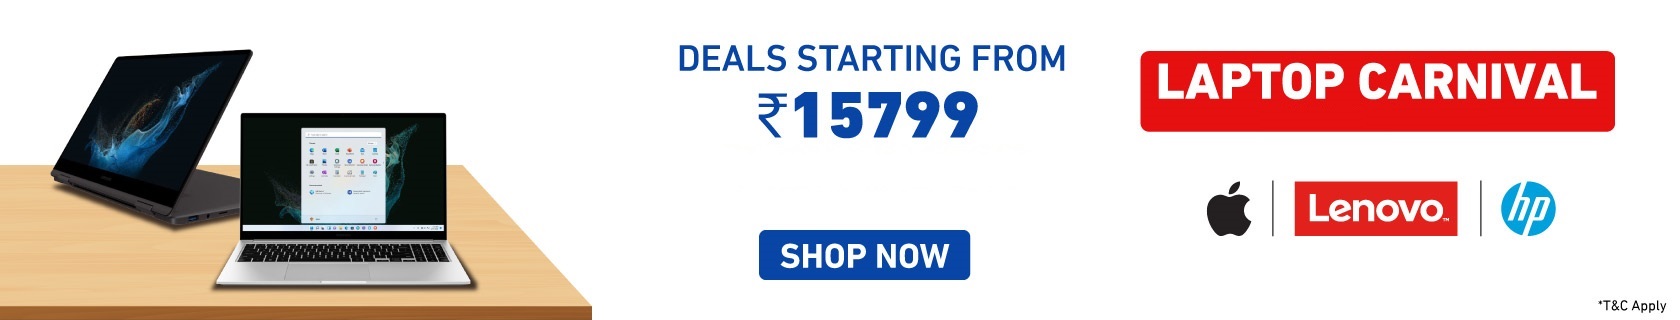 DEALS STARTING FROM
₹15799
SHOP NOW
LAPTOP CARNIVAL
Lenovo
hp
*T&C Apply